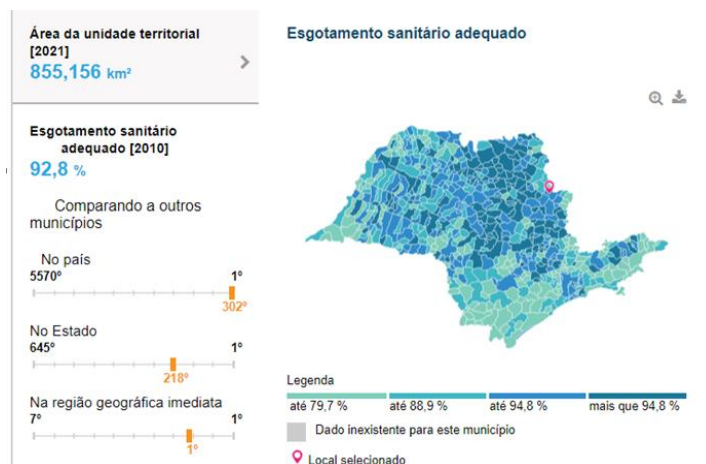 Área da unidade territorial
[2021]
855,156 km²
Esgotamento sanitário
adequado [2010]
92,8 %
Comparando a outros
municípios
No país
5570º 1º
302º
No Estado
645º 1º
218º
Na região geográfica imediata
7º 1º
1º
Esgotamento sanitário adequado
Legenda
até 79,7 % até 88,9 % até 94,8 % mais que 94,8 %
Dado inexistente para este município
Local selecionado